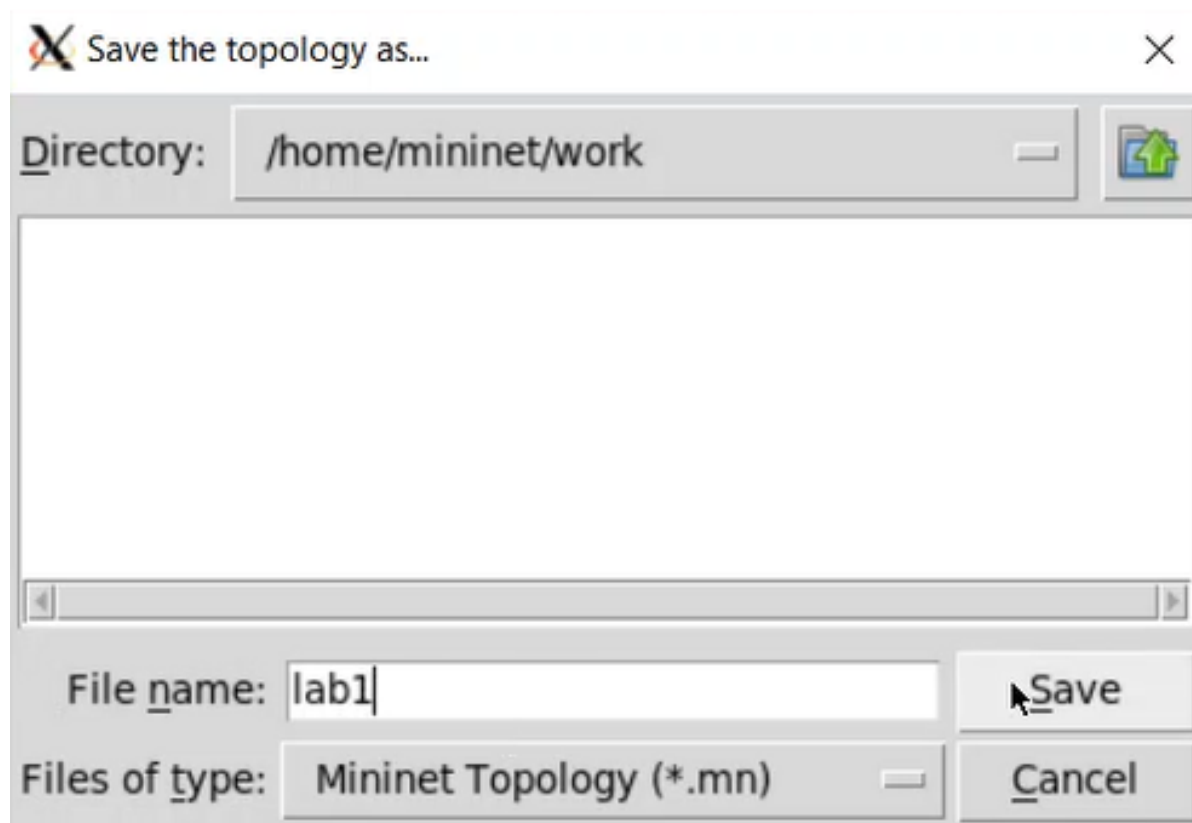 Save the topology as...
Directory: /home/mininet/work
File name: lab1 Save
Files of type: Mininet Topology (*.mn) Cancel